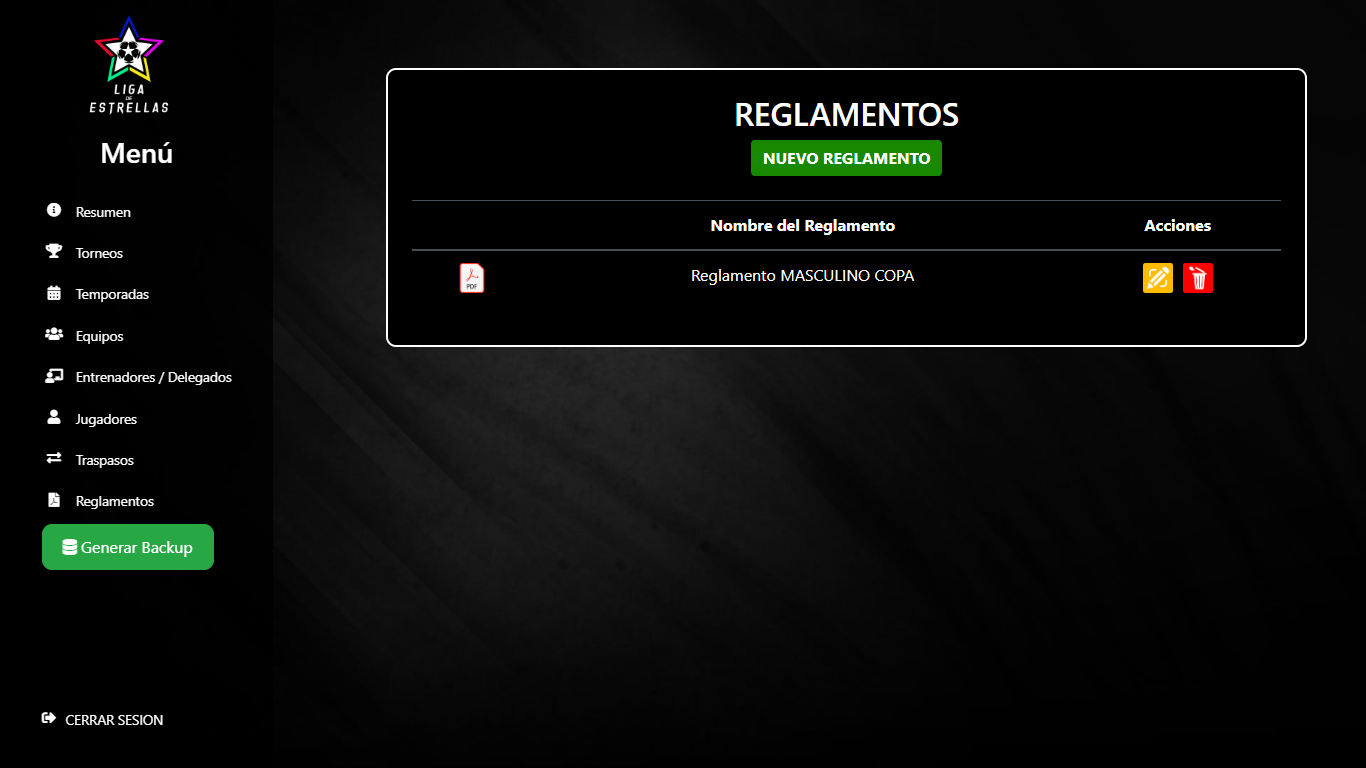 LIGA
DE
ESTRELLAS
Menú
Resumen
Torneos
Temporadas
Equipos
Entrenadores / Delegados
Jugadores
Traspasos
Reglamentos
Generar Backup
CERRAR SESION
REGLAMENTOS
NUEVO REGLAMENTO
Nombre del Reglamento Acciones
PDF Reglamento MASCULINO COPA